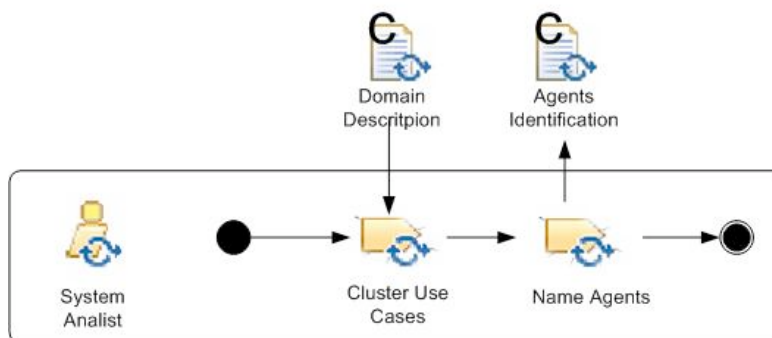 C
C
Domain
Descritpion
Agents
Identification
System
Analist
Cluster Use
Cases
Name Agents